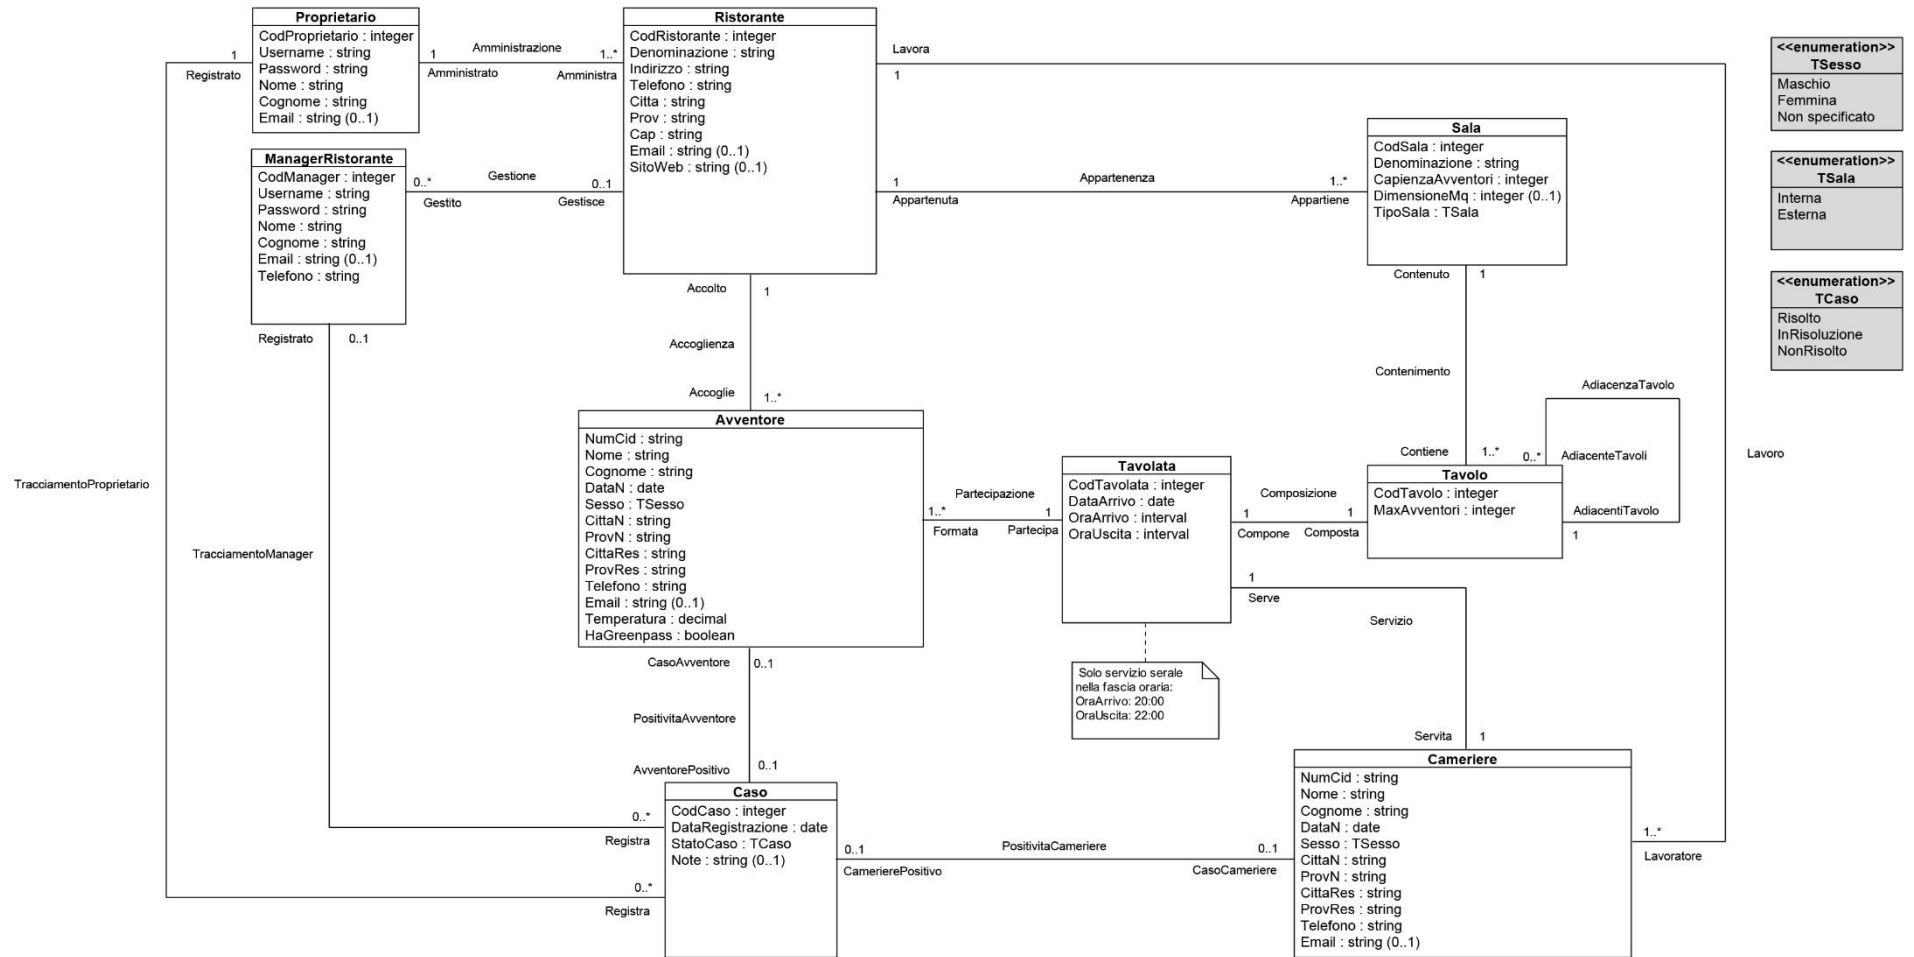 Proprietario
CodProprietario : integer
Username : string
Password : string
Nome : string
Cognome : string
Email : string (0..1)
1
Registrato
1
Amministrato
Amministrazione
1..*
Amministra
Ristorante
CodRistorante : integer
Denominazione : string
Indirizzo : string
Telefono : string
Citta : string
Prov : string
Cap : string
Email : string (0..1)
SitoWeb : string (0..1)
Lavora
1
<<enumeration>>
TSesso
Maschio
Femmina
Non specificato
<<enumeration>>
TSala
Interna
Esterna
<<enumeration>>
TCaso
Risolto
InRisoluzione
NonRisolto
ManagerRistorante
CodManager : integer
Username : string
Password : string
Nome : string
Cognome : string
Email : string (0..1)
Telefono : string
0..*
Gestito
Gestione
0..1
Gestisce
1
Appartenuta
Appartenenza
1..*
Appartiene
Sala
CodSala : integer
Denominazione : string
CapienzaAvventori : integer
DimensioneMq : integer (0..1)
TipoSala : TSala
Contenuto
1
Contenimento
Contiene
1..*
Registrato
0..1
Accolto
1
Accoglienza
Accoglie
1..*
AdiacenzaTavolo
0..*
AdiacenteTavoli
AdiacentiTavolo
1
Avventore
NumCid : string
Nome : string
Cognome : string
DataN : date
Sesso : TSesso
CittaN : string
ProvN : string
CittaRes : string
ProvRes : string
Telefono : string
Email : string (0..1)
Temperatura : decimal
HaGreenpass : boolean
Partecipazione
1..*
Formata
1
Partecipa
Tavolata
CodTavolata : integer
DataArrivo : date
OraArrivo : interval
OraUscita : interval
Composizione
1
Compone
1
Composta
Tavolo
CodTavolo : integer
MaxAvventori : integer
Lavoro
TracciamentoProprietario
TracciamentoManager
1
Serve
Servizio
Servita
1
Solo servizio serale
nella fascia oraria:
OraArrivo: 20:00
OraUscita: 22:00
CasoAvventore
0..1
PositivitaAvventore
AvventorePositivo
0..1
Caso
CodCaso : integer
DataRegistrazione : date
StatoCaso : TCaso
Note : string (0..1)
0..*
Registra
0..*
Registra
0..1
CamerierePositivo
PositivitaCameriere
0..1
CasoCameriere
Cameriere
NumCid : string
Nome : string
Cognome : string
DataN : date
Sesso : TSesso
CittaN : string
ProvN : string
CittaRes : string
ProvRes : string
Telefono : string
Email : string (0..1)
1..*
Lavoratore